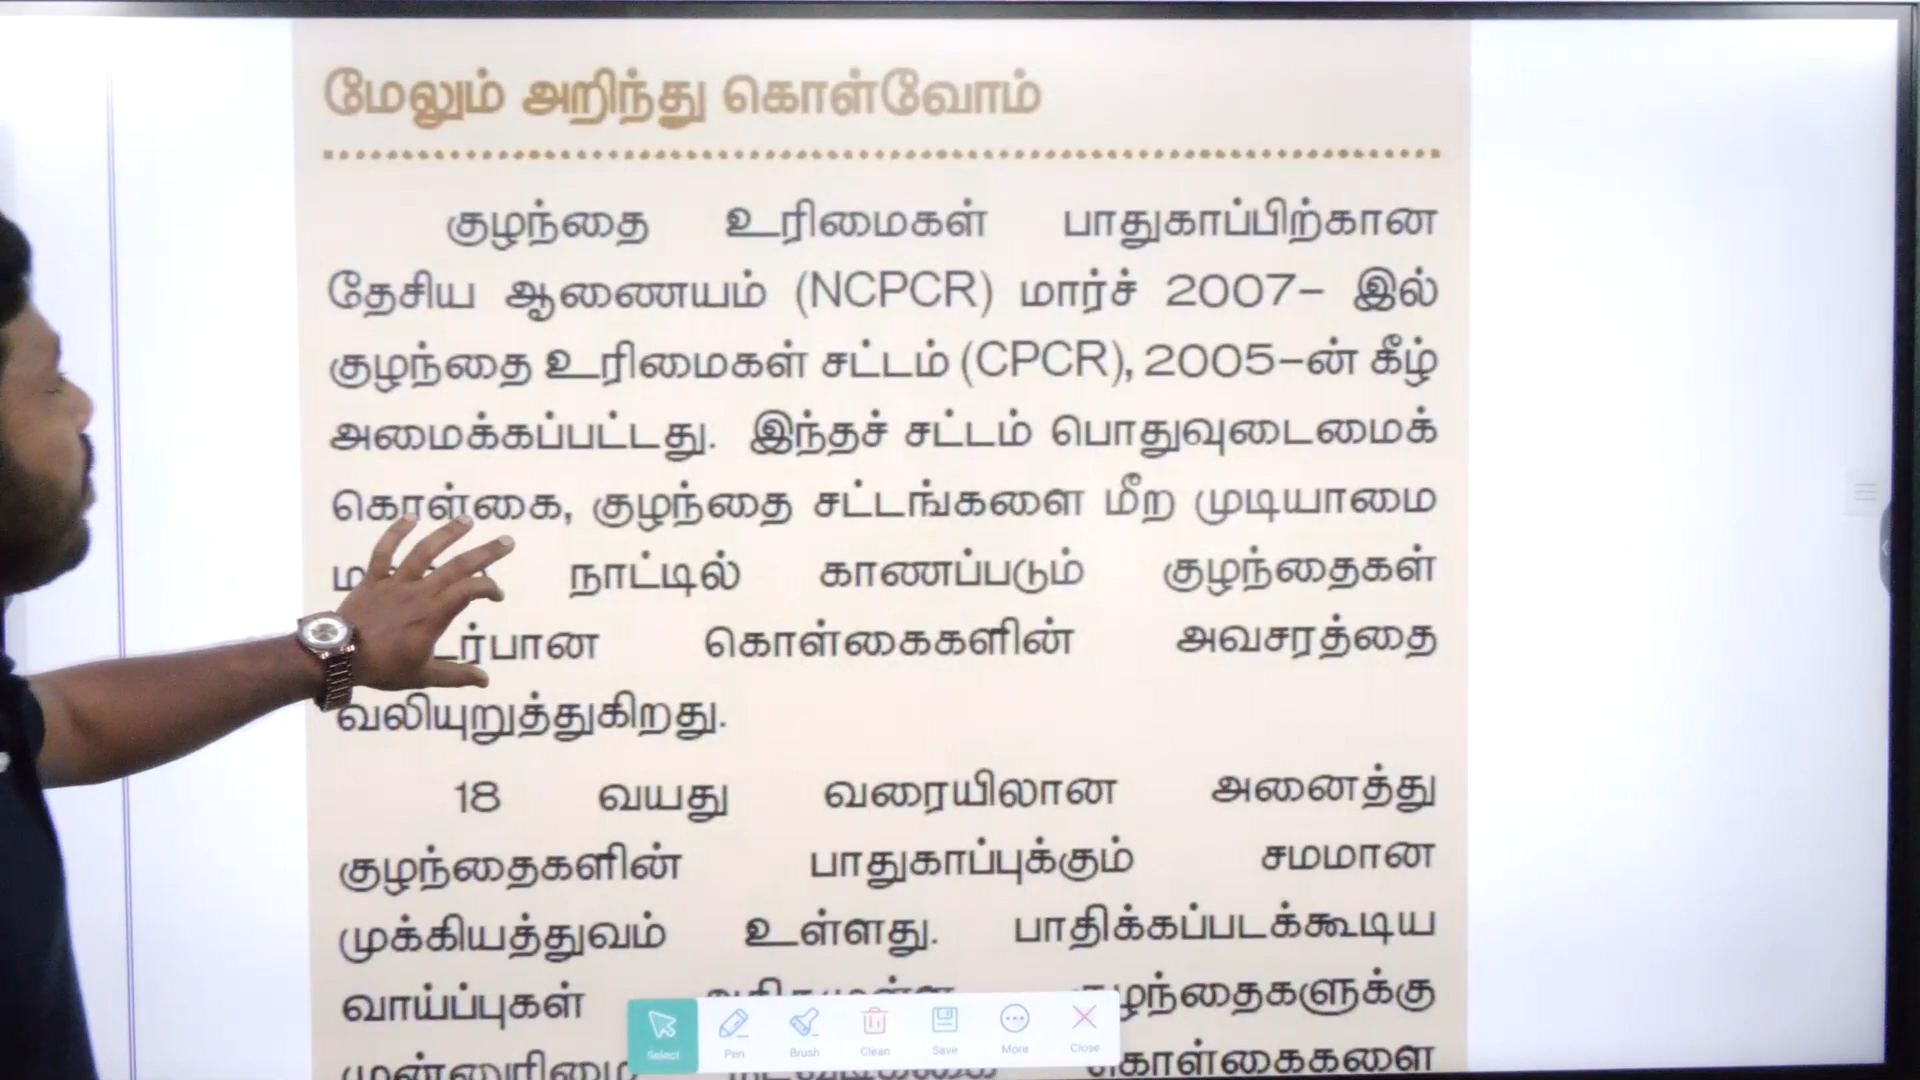 மேலும் அறிந்து கொள்வோம்
குழந்தை உரிமைகள் பாதுகாப்பிற்கான
தேசிய ஆணையம் (NCPCR) மார்ச் 2007– இல்
குழந்தை உரிமைகள் சட்டம் (CPCR), 2005–ன் கீழ்
அமைக்கப்பட்டது. இந்தச் சட்டம் பொதுவுடைமைக்
கொள்கை, குழந்தை சட்டங்களை மீற முடியாமை
நாட்டில் காணப்படும் குழந்தைகள்
கொள்கைகளின் அவசரத்தை
வலியுறுத்துகிறது.
18 வயது வரையிலான அனைத்து
குழந்தைகளின் பாதுகாப்புக்கும் சமமான
முக்கியத்துவம் உள்ளது. பாதிக்கப்படக்கூடிய
வாய்ப்புகள் குழந்தைகளுக்கு
முன்னுரிமை கொள்கைகளை
Select Pen Brush Clean Save More Close